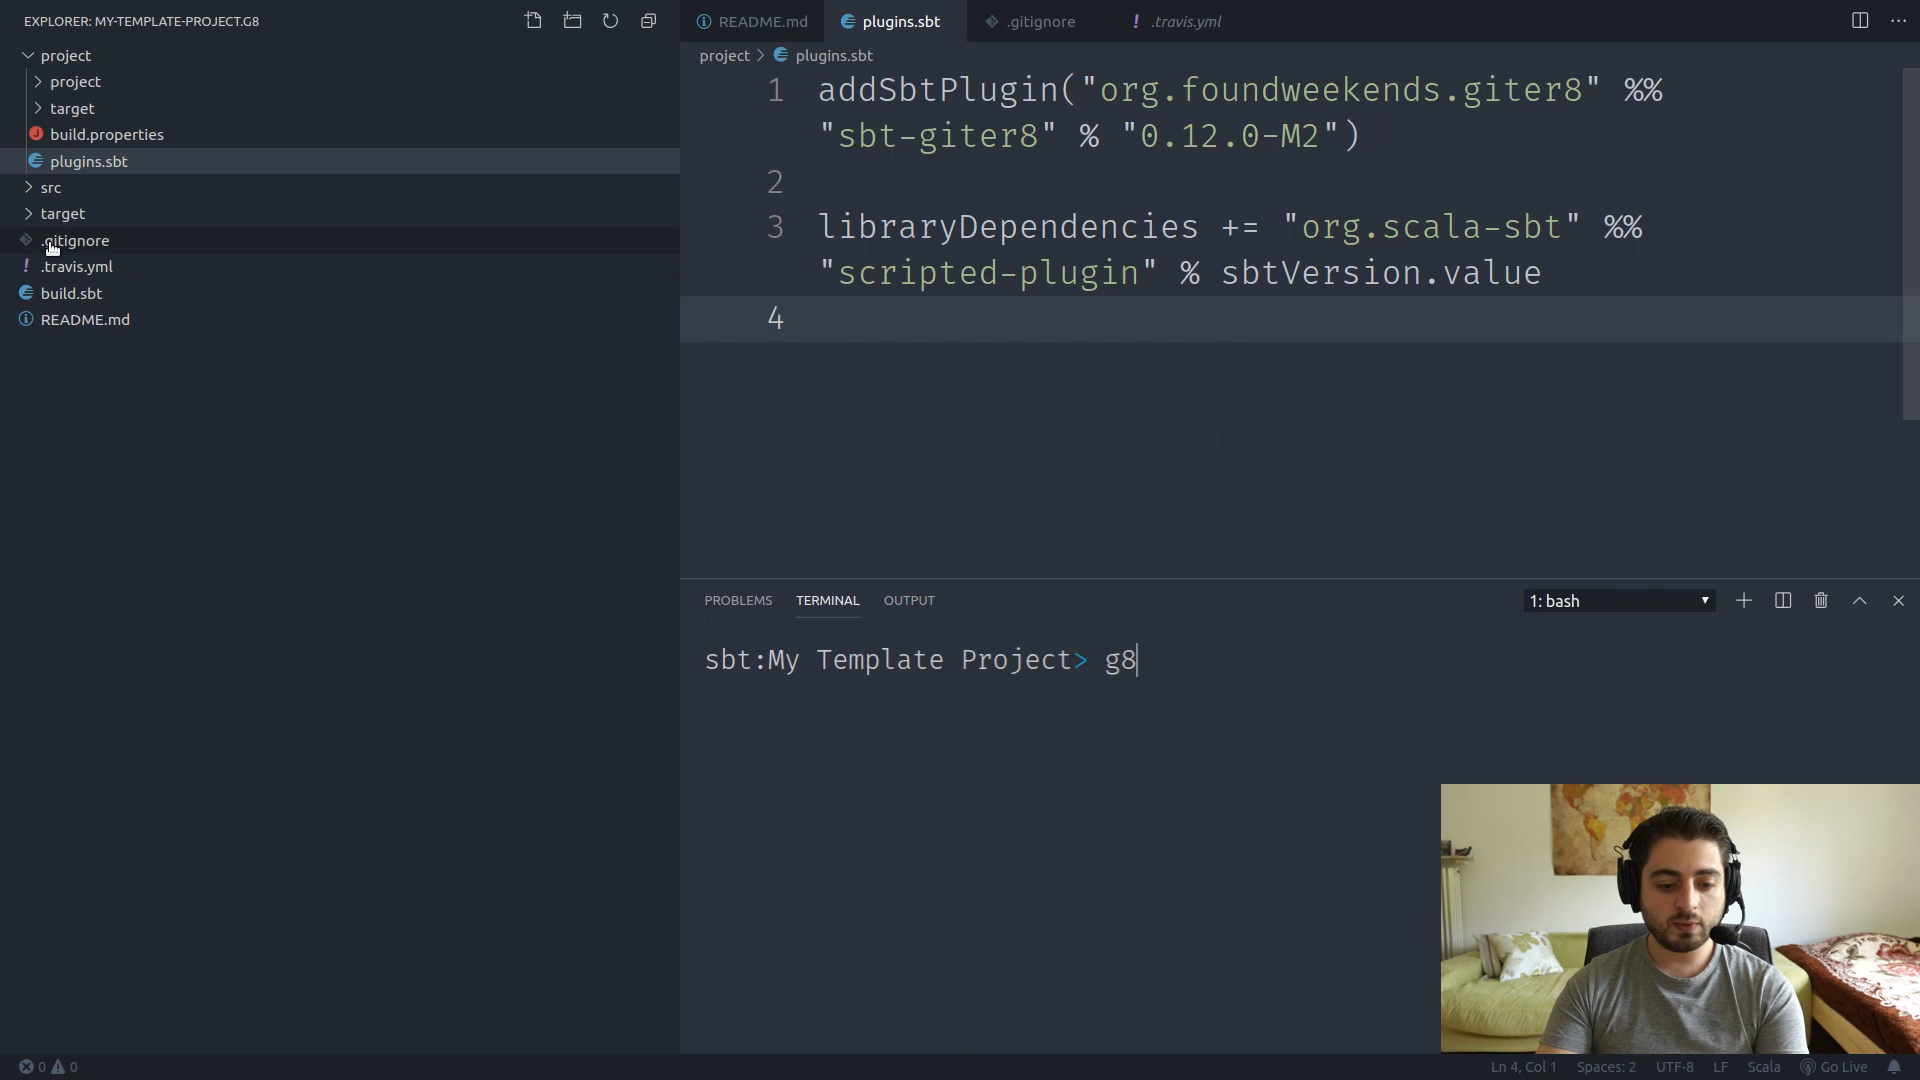 EXPLORER: MY-TEMPLATE-PROJECT.G8
project
project
target
build.properties
plugins.sbt
src
target
.gitignore
.travis.yml
build.sbt
README.md
README.md
plugins.sbt
.gitignore
.travis.yml
project
plugins.sbt
1 addSbtPlugin("org.foundweekends.giter8" %%
"sbt-giter8" % "0.12.0-M2")
2
3 libraryDependencies += "org.scala-sbt" %%
"scripted-plugin" % sbtVersion.value
4
PROBLEMS TERMINAL OUTPUT
1: bash
sbt:My Template Project> g8
0 0
Ln 4, Col 1 Spaces: 2 UTF-8 LF Scala Go Live